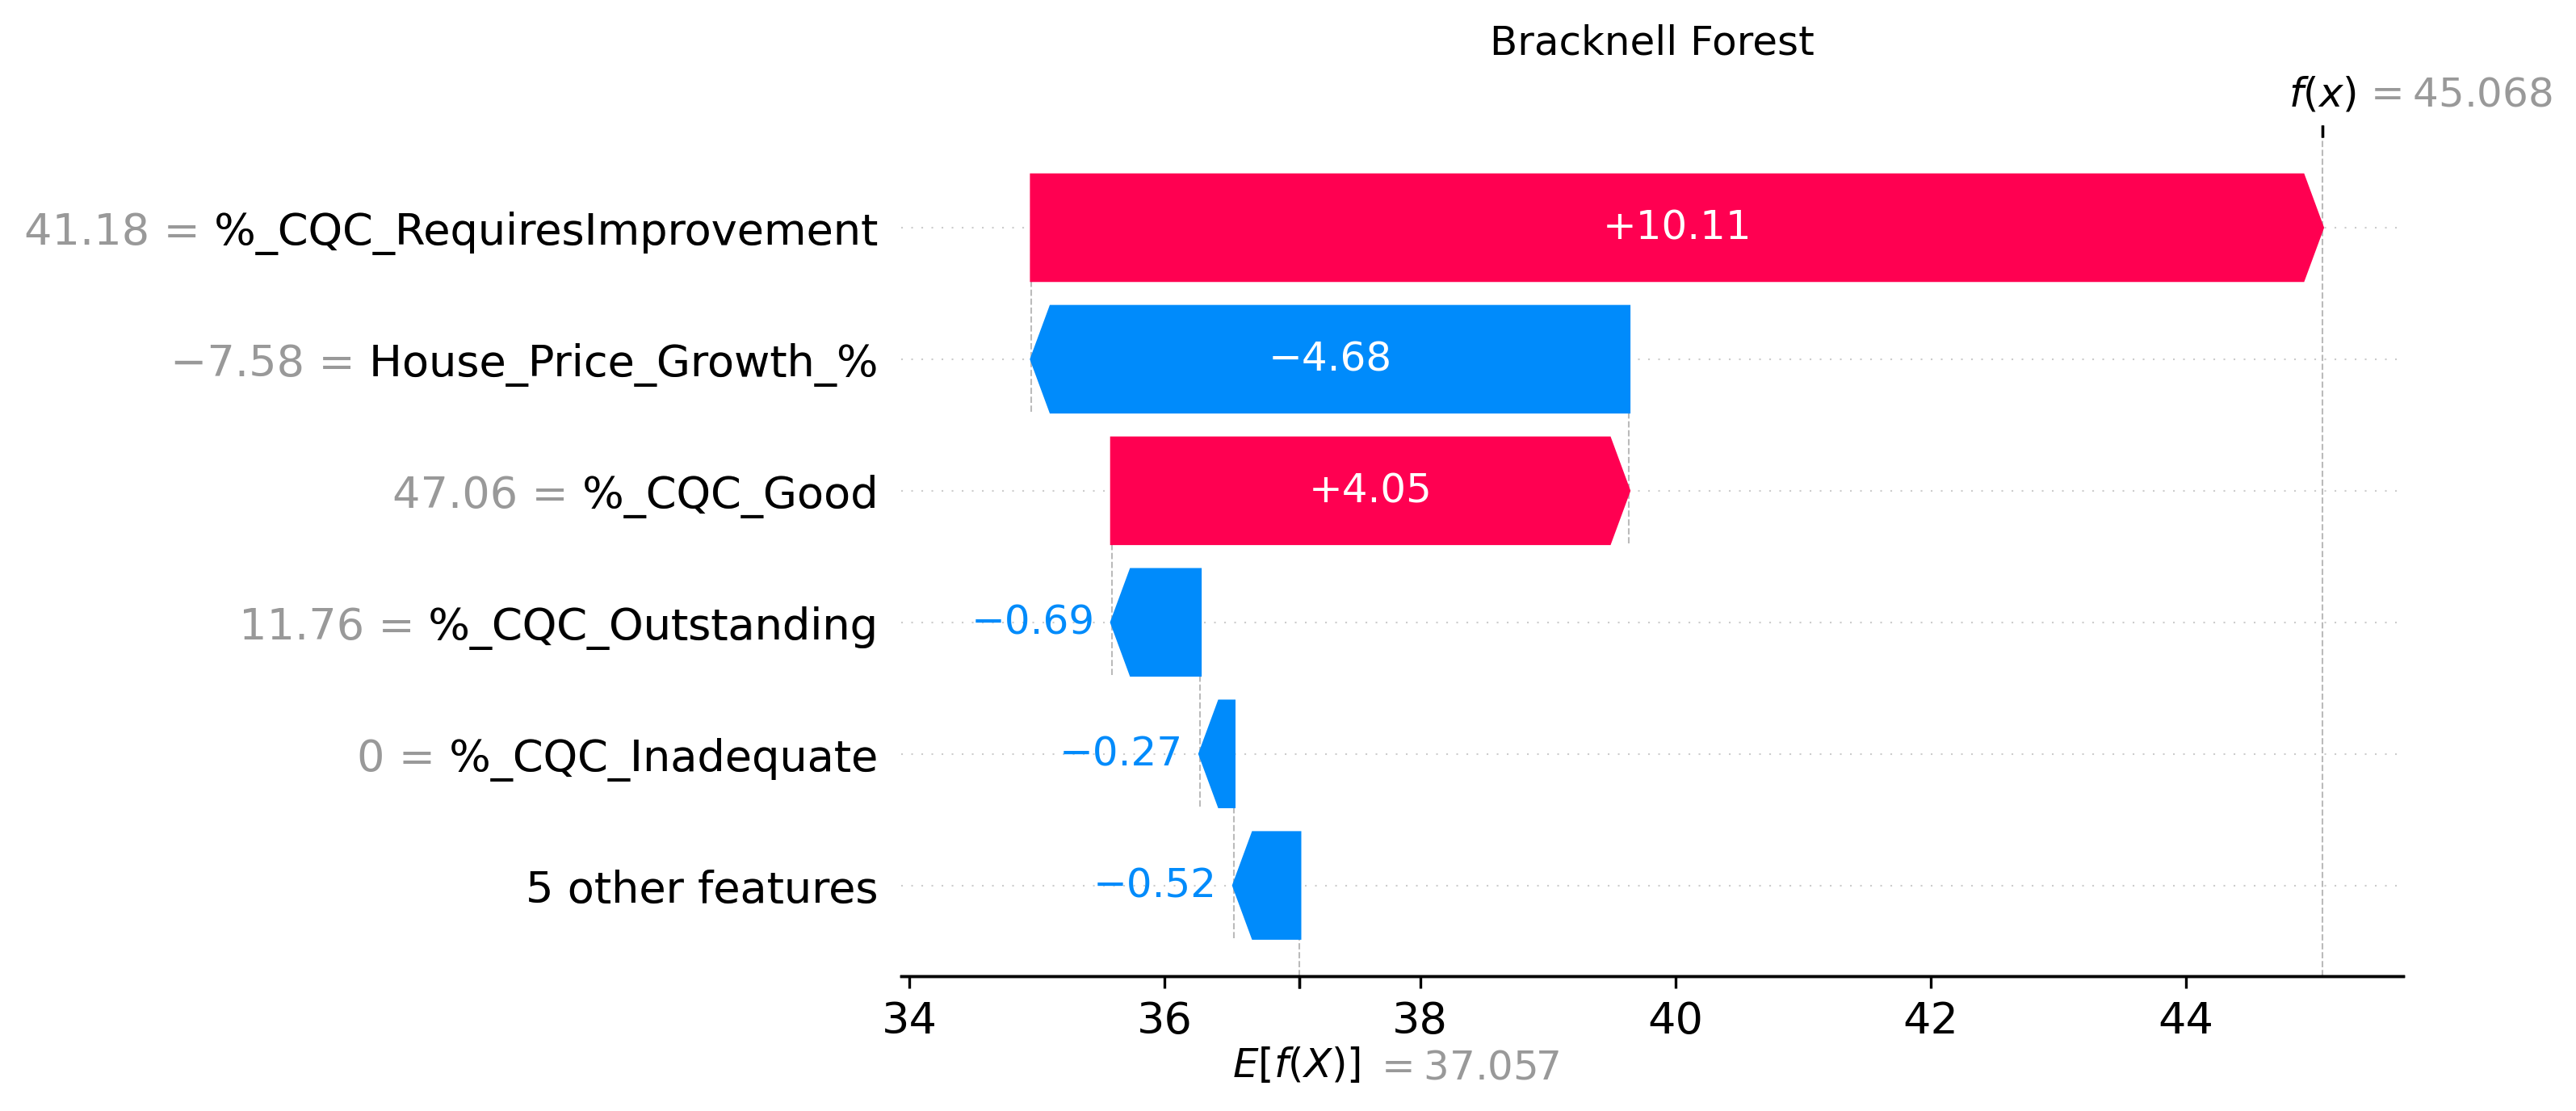 Bracknell Forest
f(x) = 45.068
41.18 = %_CQC_RequiresImprovement
+10.11
−7.58 = House_Price_Growth_%
−4.68
47.06 = %_CQC_Good
+4.05
11.76 = %_CQC_Outstanding
−0.69
0 = %_CQC_Inadequate
−0.27
5 other features
−0.52
34 36 38 40 42 44
E[f(X)] = 37.057